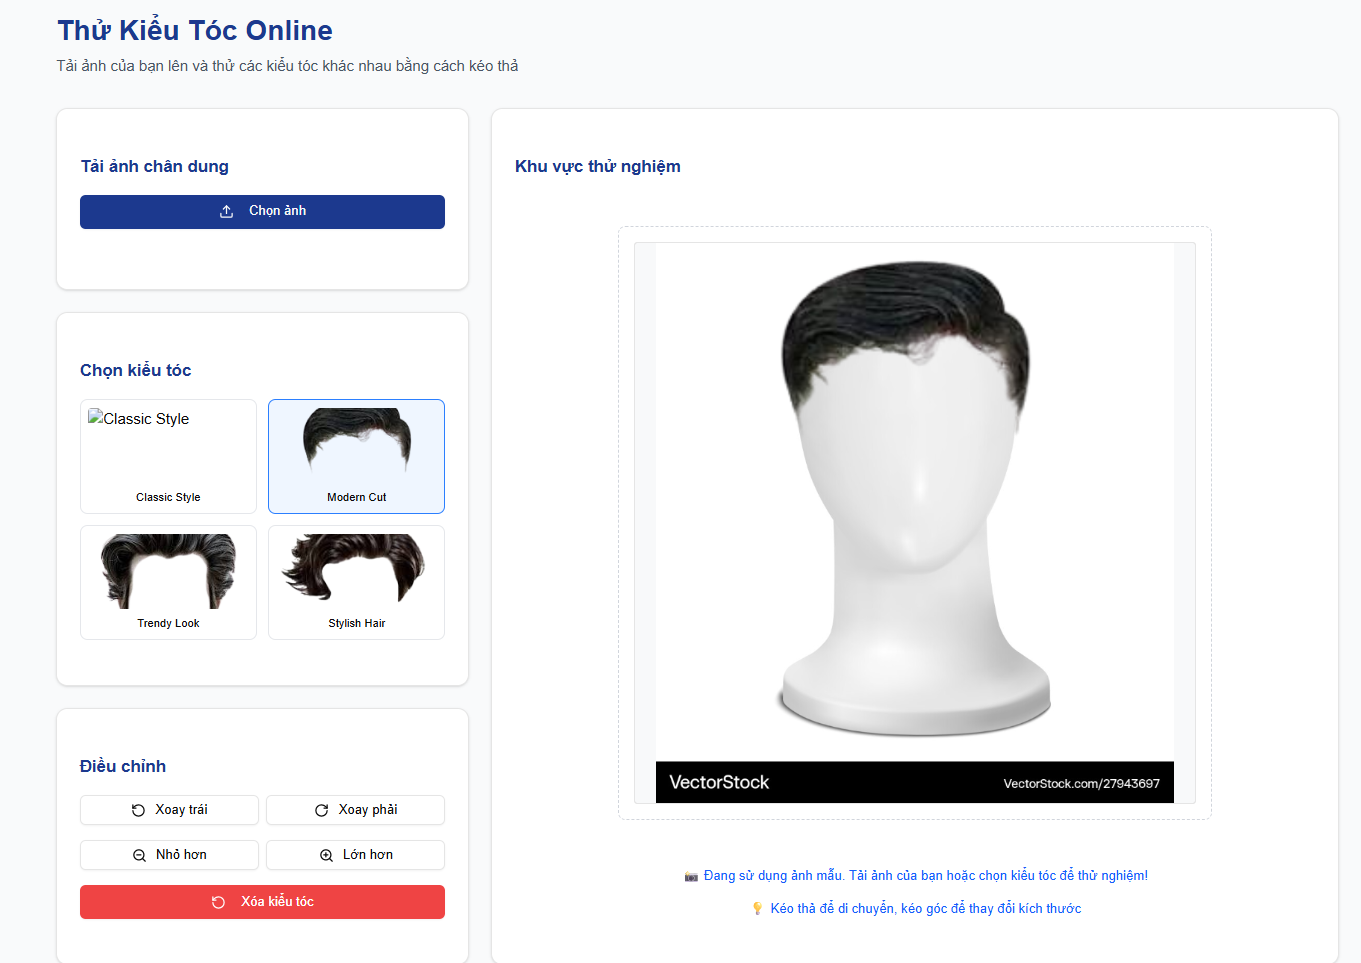 Thử Kiểu Tóc Online
Tải ảnh của bạn lên và thử các kiểu tóc khác nhau bằng cách kéo thả
Tải ảnh chân dung
Chọn ảnh
Chọn kiểu tóc
Classic Style
Classic Style
Modern Cut
Trendy Look
Stylish Hair
Điều chỉnh
Xoay trái
Xoay phải
Nhỏ hơn
Lớn hơn
Xóa kiểu tóc
Khu vực thử nghiệm
VectorStock
VectorStock.com/27943697
Đang sử dụng ảnh mẫu. Tải ảnh của bạn hoặc chọn kiểu tóc để thử nghiệm!
Kéo thả để di chuyển, kéo góc để thay đổi kích thước